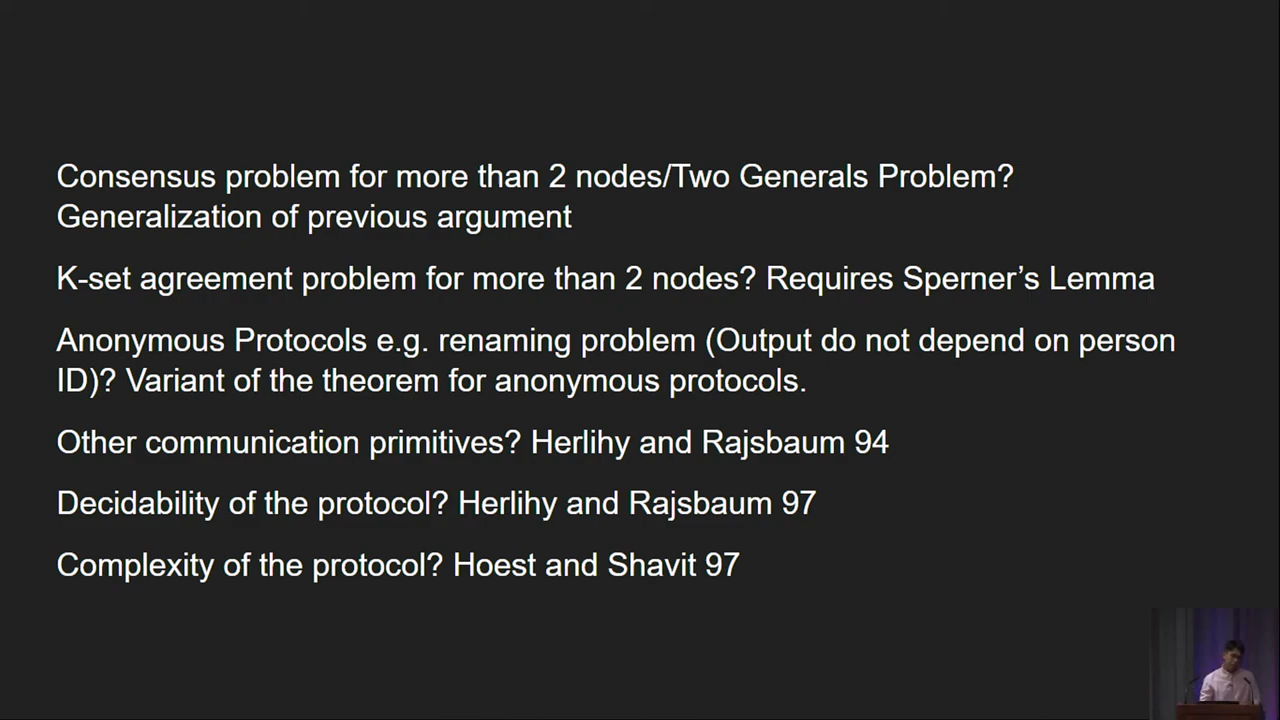 Consensus problem for more than 2 nodes/Two Generals Problem?
Generalization of previous argument
K-set agreement problem for more than 2 nodes? Requires Sperner’s Lemma
Anonymous Protocols e.g. renaming problem (Output do not depend on person
ID)? Variant of the theorem for anonymous protocols.
Other communication primitives? Herlihy and Rajsbaum 94
Decidability of the protocol? Herlihy and Rajsbaum 97
Complexity of the protocol? Hoest and Shavit 97